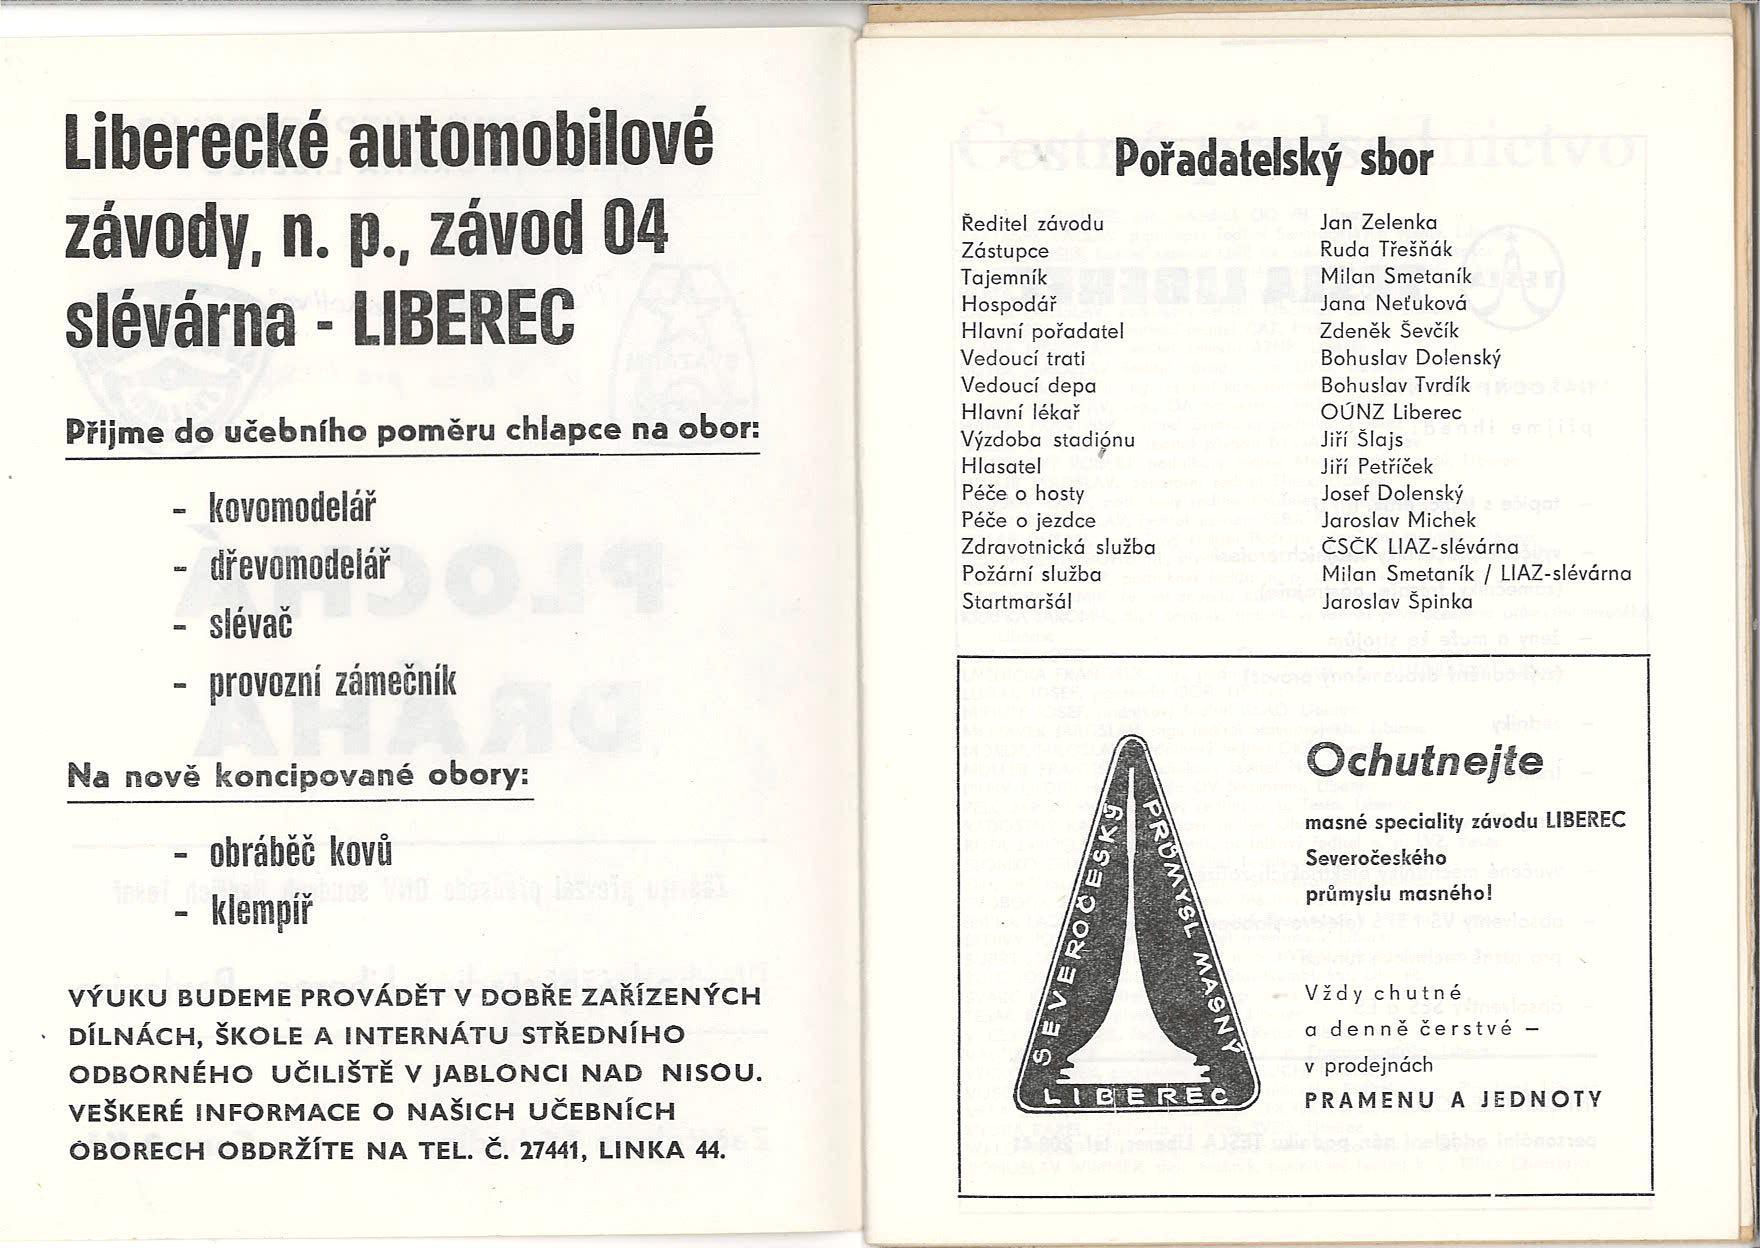 Liberecké automobilové
závody, n. p., závod 04
slévárna - LIBEREC
Přijme do učebního poměru chlapce na obor:
- kovomodelář
- dřevomodelář
- slévač
- provozní zámečník
Na nově koncipované obory:
- obráběč kovů
- klempíř
VÝUKU BUDEME PROVÁDĚT V DOBŘE ZAŘÍZENÝCH
DÍLNÁCH, ŠKOLE A INTERNÁTU STŘEDNÍHO
ODBORNÉHO UČILIŠTĚ V JABLONCI NAD NISOU.
VEŠKERÉ INFORMACE O NAŠICH UČEBNÍCH
OBORECH OBDRŽÍTE NA TEL. Č. 27441, LINKA 44.
Pořadatelský sbor
Ředitel závodu Jan Zelenka
Zástupce Ruda Třešňák
Tajemník Milan Smetaník
Hospodář Jana Neťuková
Hlavní pořadatel Zdeněk Ševčík
Vedoucí trati Bohuslav Dolenský
Vedoucí depa Bohuslav Tvrdík
Hlavní lékař OÚNZ Liberec
Výzdoba stadiónu Jiří Šlajs
Hlasatel Jiří Petříček
Péče o hosty Josef Dolenský
Péče o jezdce Jaroslav Michek
Zdravotnická služba ČSČK LIAZ-slévárna
Požární služba Milan Smetaník / LIAZ-slévárna
Startmaršál Jaroslav Špinka
SEVEROČESKÝ PRŮMYSL MASNÝ
LIBEREC
Ochutnejte
masné speciality závodu LIBEREC
Severočeského
průmyslu masného!
Vždy chutné
a denně čerstvé –
v prodejnách
PRAMENU A JEDNOTY